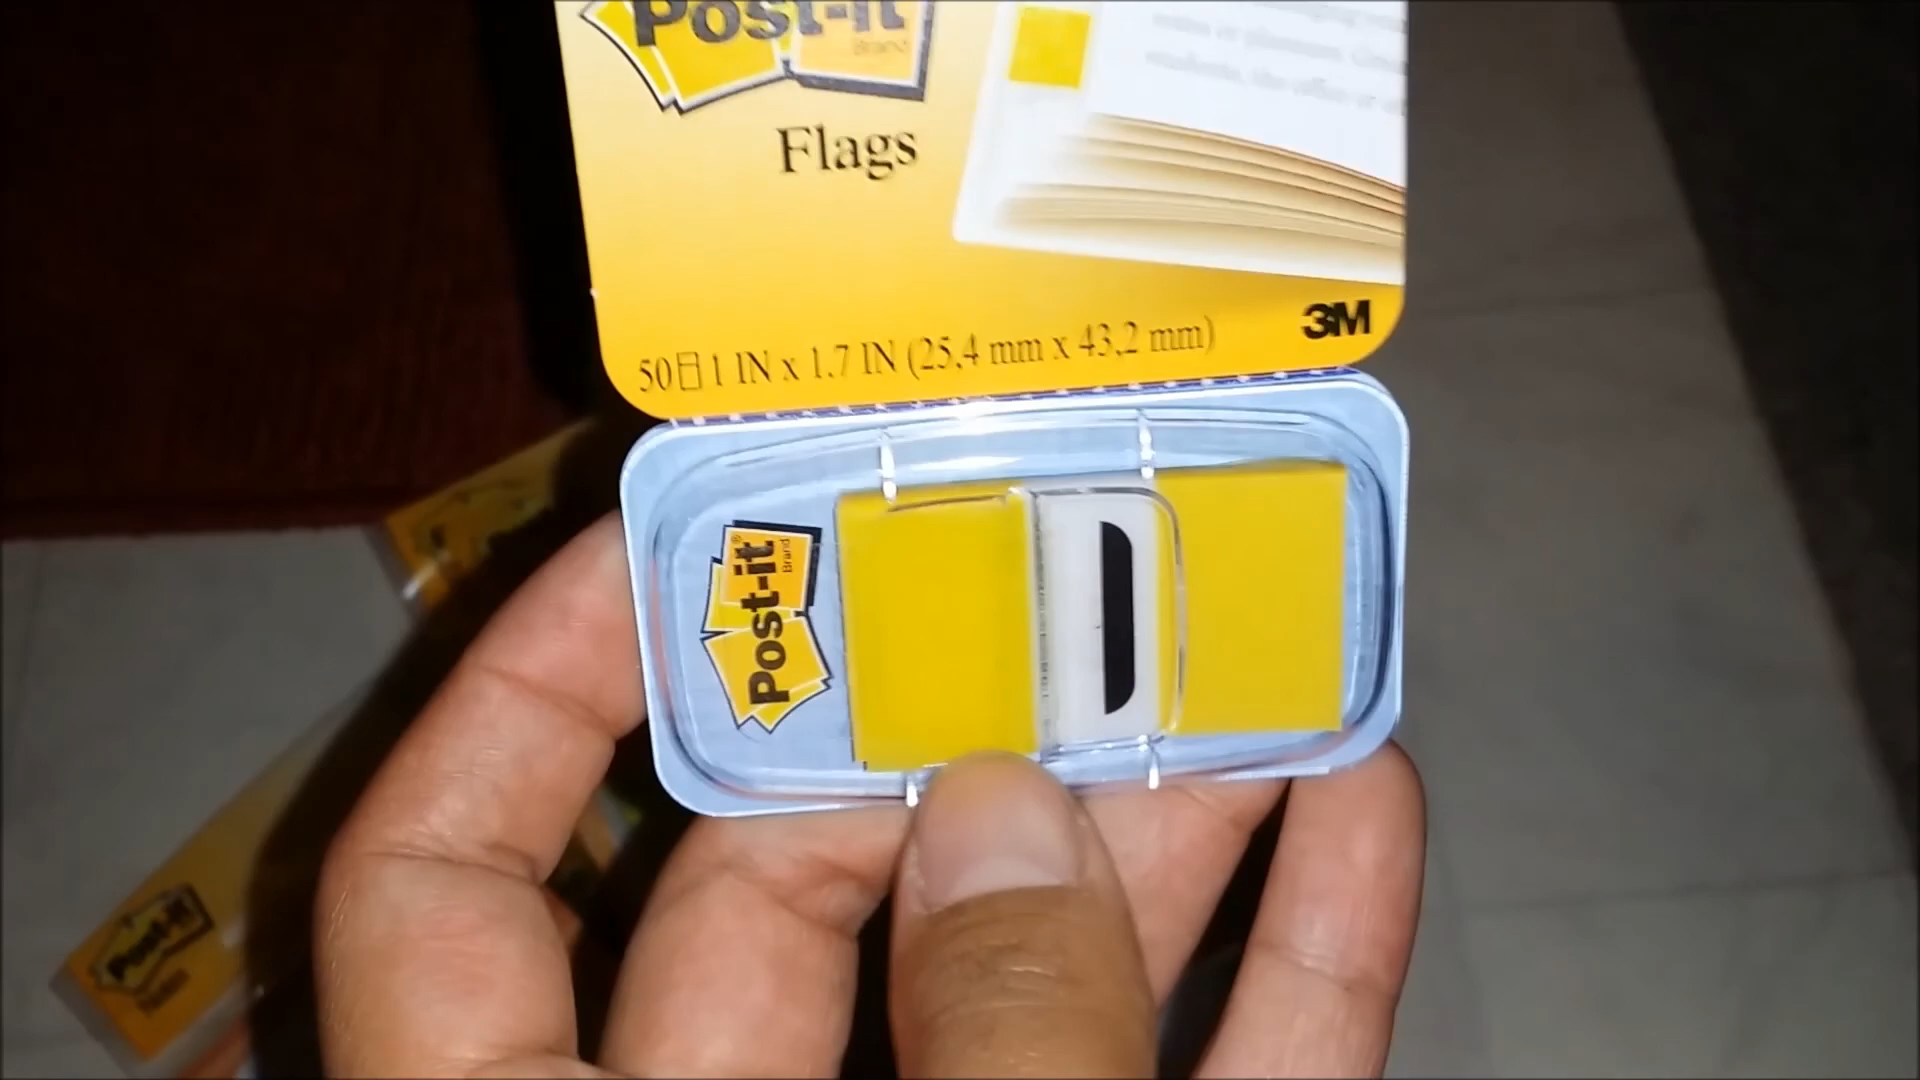 Post-it
Brand
Flags
50 1 IN x 1.7 IN (25,4 mm x 43,2 mm)
3M
Post-it®
Brand
Post-it